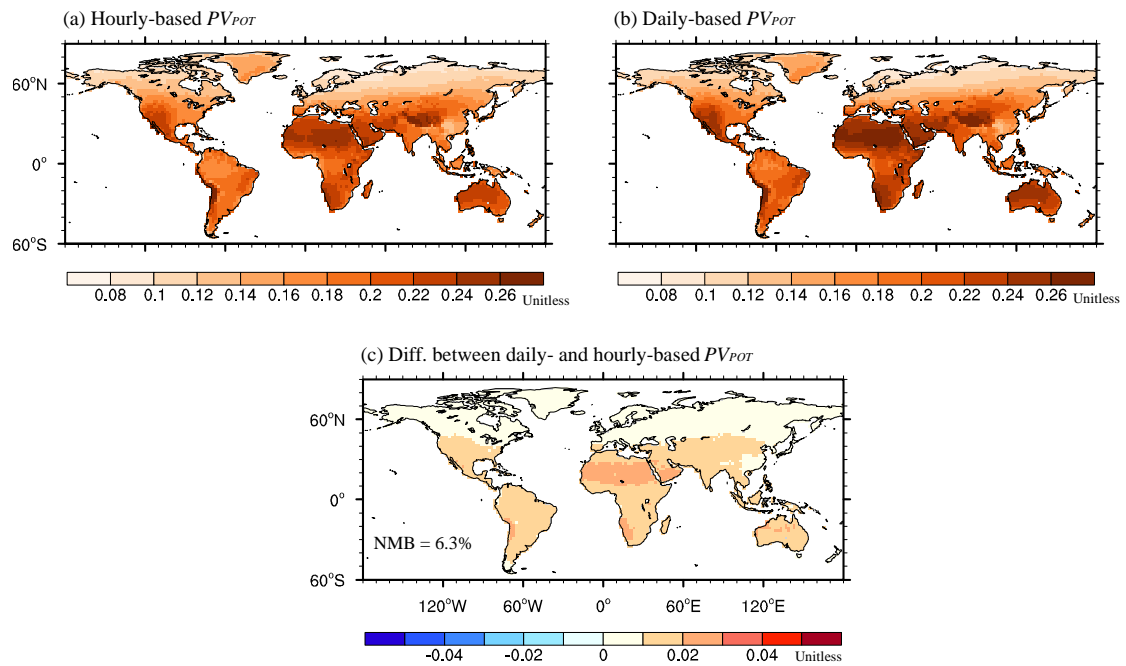 (a) Hourly-based PVPOT
(b) Daily-based PVPOT
60°N
0°
60°S
60°N
0°
60°S
0.08 0.1 0.12 0.14 0.16 0.18 0.2 0.22 0.24 0.26 Unitless
0.08 0.1 0.12 0.14 0.16 0.18 0.2 0.22 0.24 0.26 Unitless
(c) Diff. between daily- and hourly-based PVPOT
60°N
0°
NMB = 6.3%
60°S
120°W 60°W 0° 60°E 120°E
-0.04 -0.02 0 0.02 0.04 Unitless